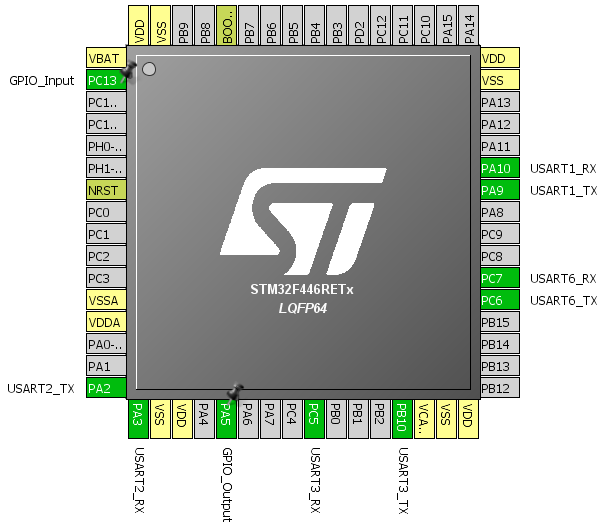 VDD
VSS
PB9
PB8
BOO..
PB7
PB6
PB5
PB4
PB3
PD2
PC12
PC11
PC10
PA15
PA14
VBAT
GPIO_Input PC13
PC1..
PC1..
PH0-..
PH1-..
NRST
PC0
PC1
PC2
PC3
VSSA
VDDA
PA0-..
PA1
USART2_TX PA2
STM32F446RETx
LQFP64
VDD
VSS
PA13
PA12
PA11
PA10 USART1_RX
PA9 USART1_TX
PA8
PC9
PC8
PC7 USART6_RX
PC6 USART6_TX
PB15
PB14
PB13
PB12
PA3 USART2_RX
VSS
VDD
PA4
PA5 GPIO_Output
PA6
PA7
PC4
PC5 USART3_RX
PB0
PB1
PB2
PB10 USART3_TX
VCA..
VSS
VDD